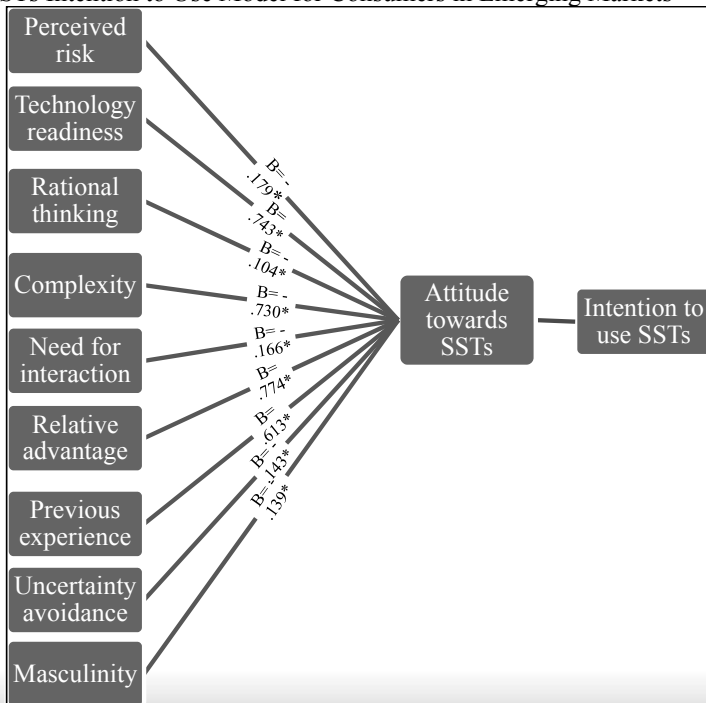 STs Intention to Use Model for Consumers in Emerging Markets
Perceived
risk
Technology
readiness
Rational
thinking
Complexity
Need for
interaction
Relative
advantage
Previous
experience
Uncertainty
avoidance
Masculinity
B= -
.179*
B=
.743*
B= -
.104*
B= -
.730*
B= -
.166*
B=
.774*
B=
.613*
B= -
.143*
B= -
.139*
Attitude
towards
SSTs
Intention to
use SSTs